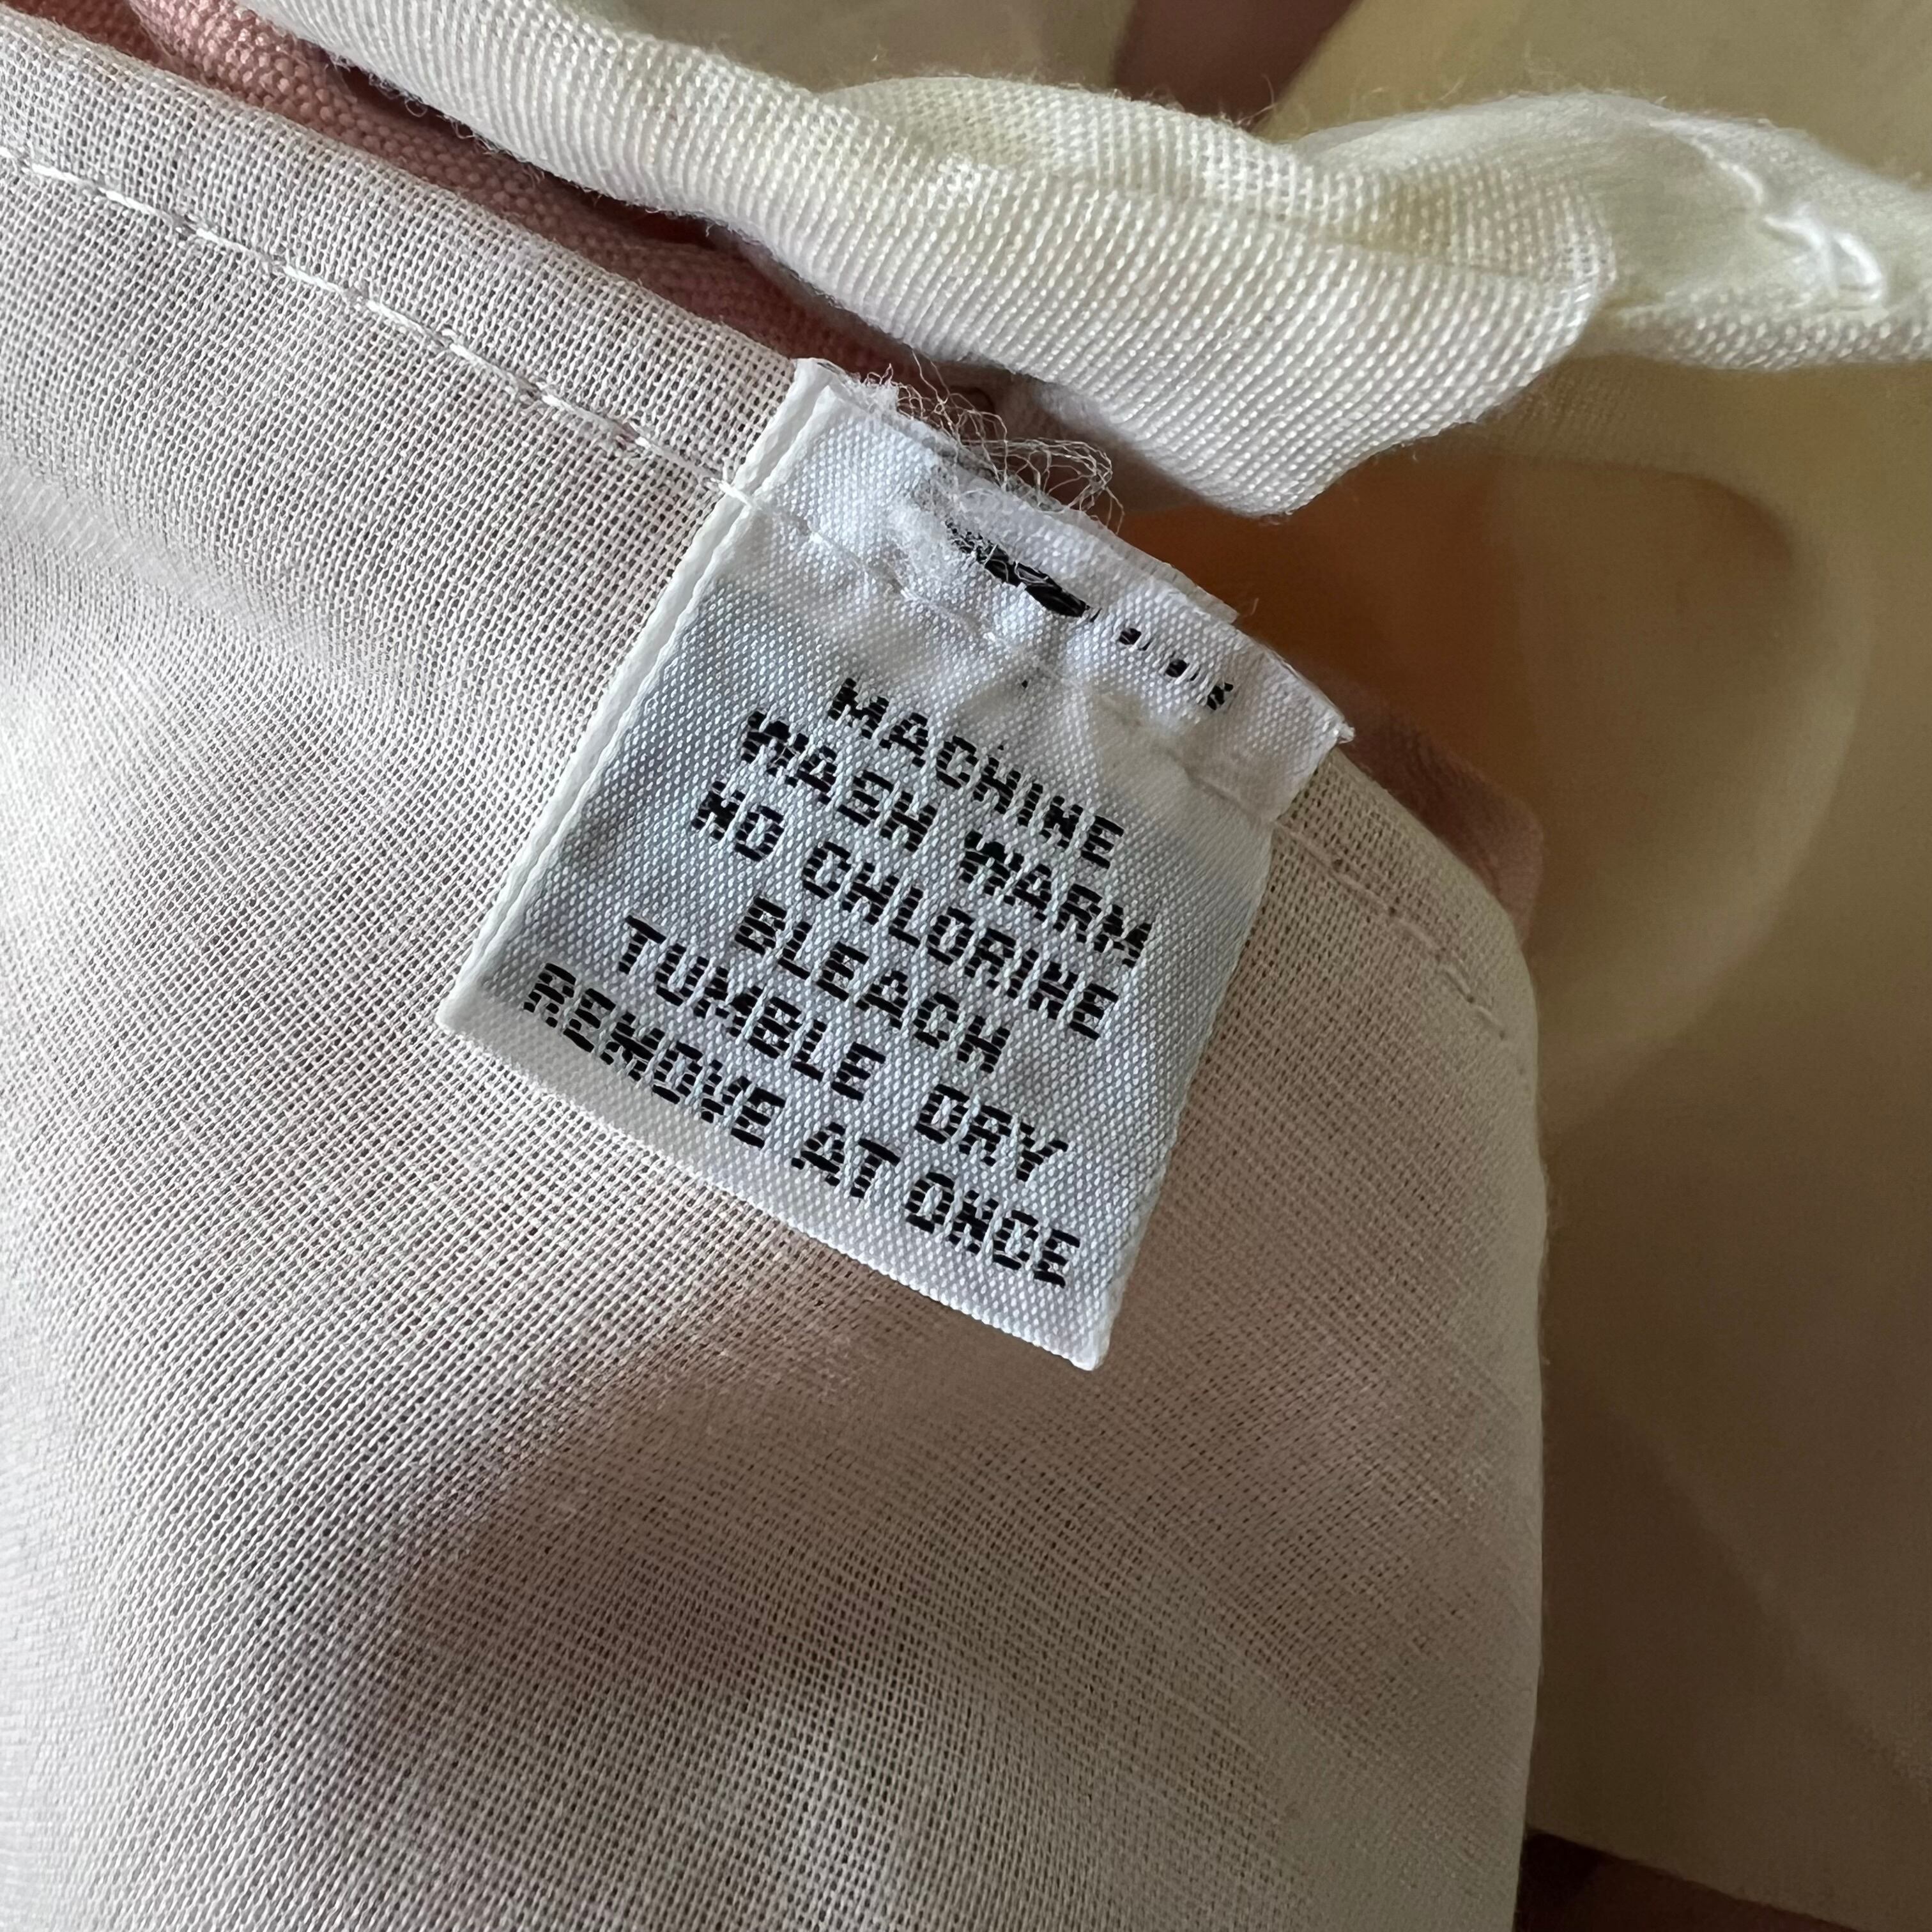 MACHINE
WASH WARM
NO CHLORINE
BLEACH
TUMBLE DRY
REMOVE AT ONCE